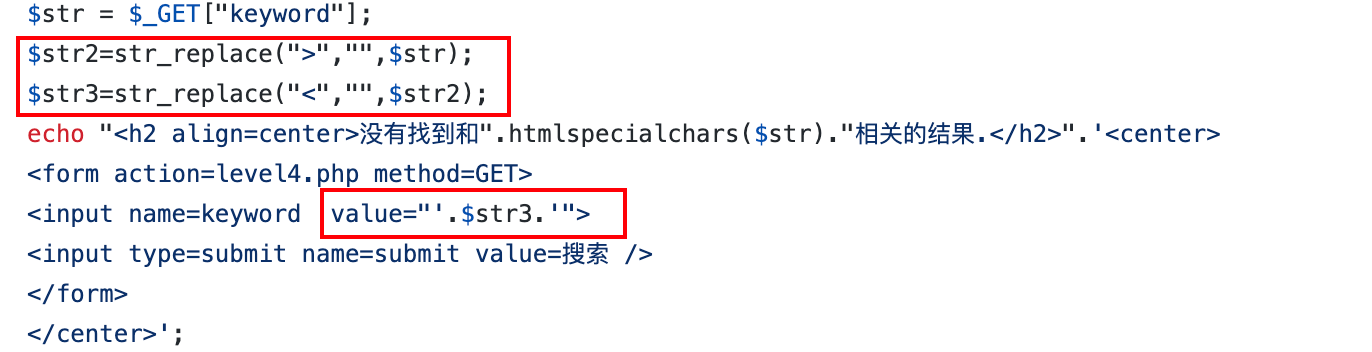 $str = $_GET["keyword"];
$str2=str_replace(">","",$str);
$str3=str_replace("<","",$str2);
echo "<h2 align=center>没有找到和".htmlspecialchars($str)."相关的结果.</h2>".'<center>
<form action=level4.php method=GET>
<input name=keyword  value="'.$str3.'">
<input type=submit name=submit value=搜索 />
</form>
</center>';